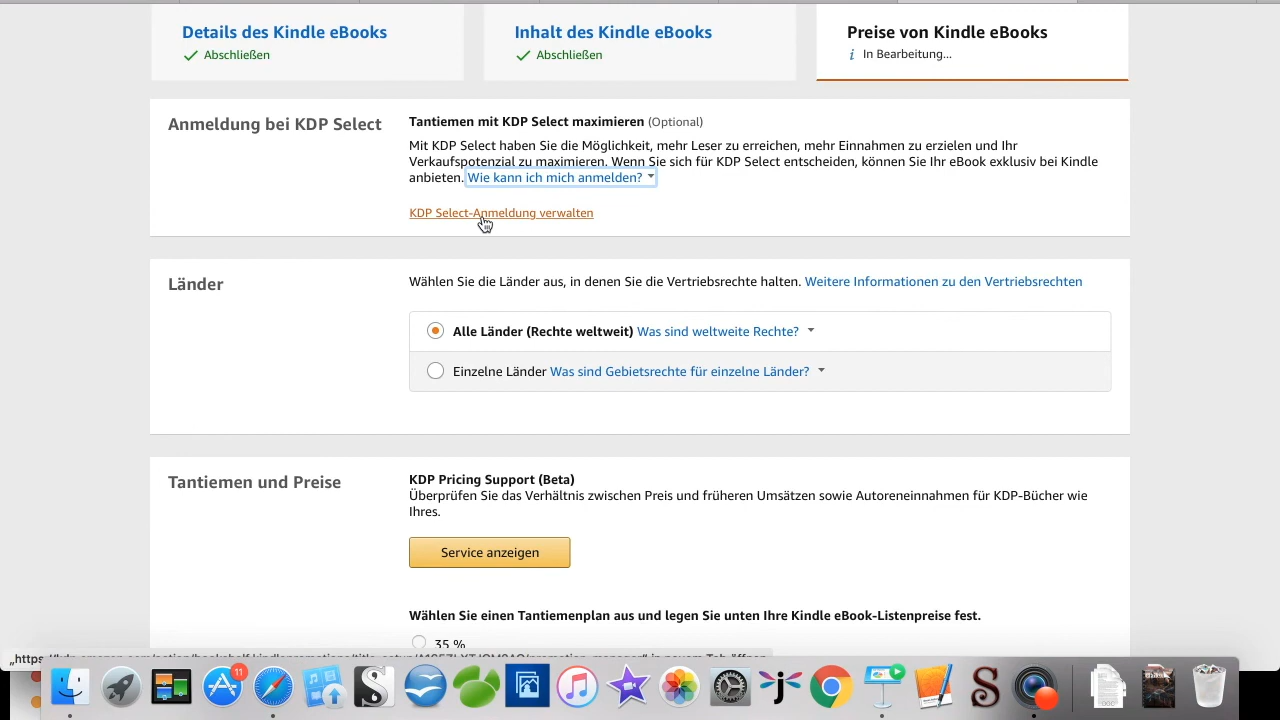 Details des Kindle eBooks
Abschließen
Inhalt des Kindle eBooks
Abschließen
Preise von Kindle eBooks
In Bearbeitung...
Anmeldung bei KDP Select
Tantiemen mit KDP Select maximieren (Optional)
Mit KDP Select haben Sie die Möglichkeit, mehr Leser zu erreichen, mehr Einnahmen zu erzielen und Ihr
Verkaufspotenzial zu maximieren. Wenn Sie sich für KDP Select entscheiden, können Sie Ihr eBook exklusiv bei Kindle
anbieten. Wie kann ich mich anmelden?
KDP Select-Anmeldung verwalten
Länder
Wählen Sie die Länder aus, in denen Sie die Vertriebsrechte halten. Weitere Informationen zu den Vertriebsrechten
Alle Länder (Rechte weltweit) Was sind weltweite Rechte?
Einzelne Länder Was sind Gebietsrechte für einzelne Länder?
Tantiemen und Preise
KDP Pricing Support (Beta)
Überprüfen Sie das Verhältnis zwischen Preis und früheren Umsätzen sowie Autoreneinnahmen für KDP-Bücher wie
Ihres.
Service anzeigen
Wählen Sie einen Tantiemenplan aus und legen Sie unten Ihre Kindle eBook-Listenpreise fest.
35 %
11